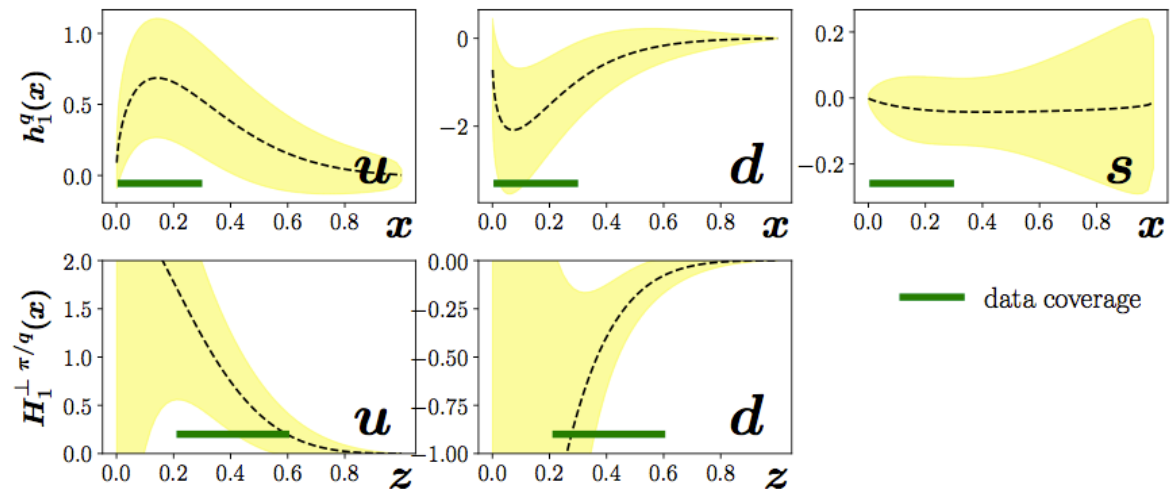 h_1^q(x)
1.0
0.5
0.0
u
0.0 0.2 0.4 0.6 0.8 x
0
−2
d
0.0 0.2 0.4 0.6 0.8 x
0.2
0.0
−0.2
s
0.0 0.2 0.4 0.6 0.8 x
H_1^{⊥ π/q}(x)
2.0
1.5
1.0
0.5
0.0
u
0.0 0.2 0.4 0.6 0.8 z
0.00
−0.25
−0.50
−0.75
−1.00
d
0.0 0.2 0.4 0.6 0.8 z
data coverage